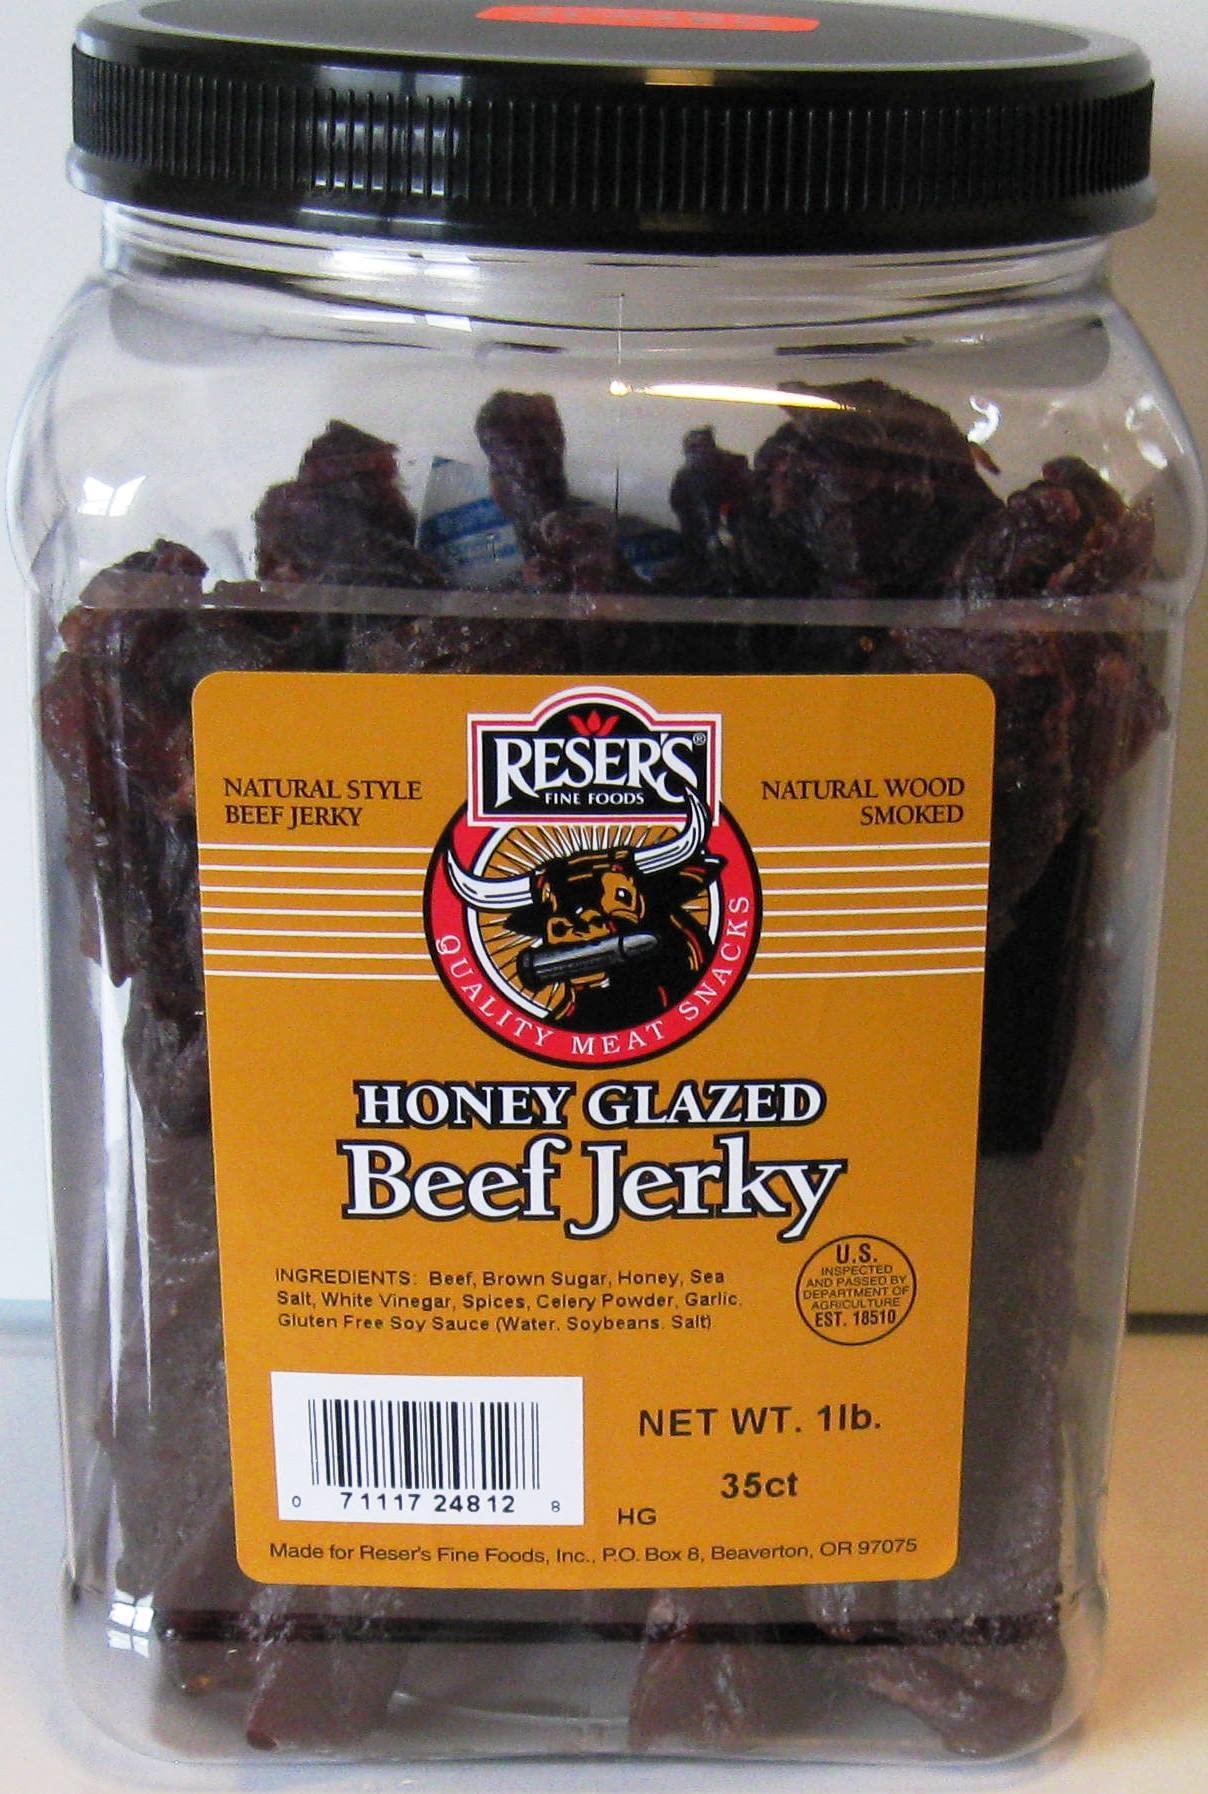 RESER'S®
FINE FOODS
NATURAL STYLE
BEEF JERKY
NATURAL WOOD
SMOKED
QUALITY MEAT SNACKS
HONEY GLAZED
Beef Jerky
INGREDIENTS: Beef, Brown Sugar, Honey, Sea
Salt, White Vinegar, Spices, Celery Powder, Garlic,
Gluten Free Soy Sauce (Water, Soybeans, Salt)
U.S.
INSPECTED
AND PASSED BY
DEPARTMENT OF
AGRICULTURE
EST. 18510
NET WT. 1lb.
35ct
HG
0 71117 24812 8
Made for Reser's Fine Foods, Inc., P.O. Box 8, Beaverton, OR 97075